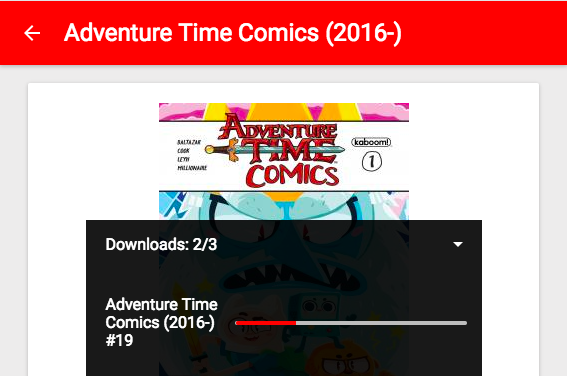 Adventure Time Comics (2016-)
BALTAZAR
COOK
LEYH
MILLIONAIRE
ADVENTURE
TIME
COMICS
kaboom!
1
Downloads: 2/3
Adventure Time
Comics (2016-)
#19